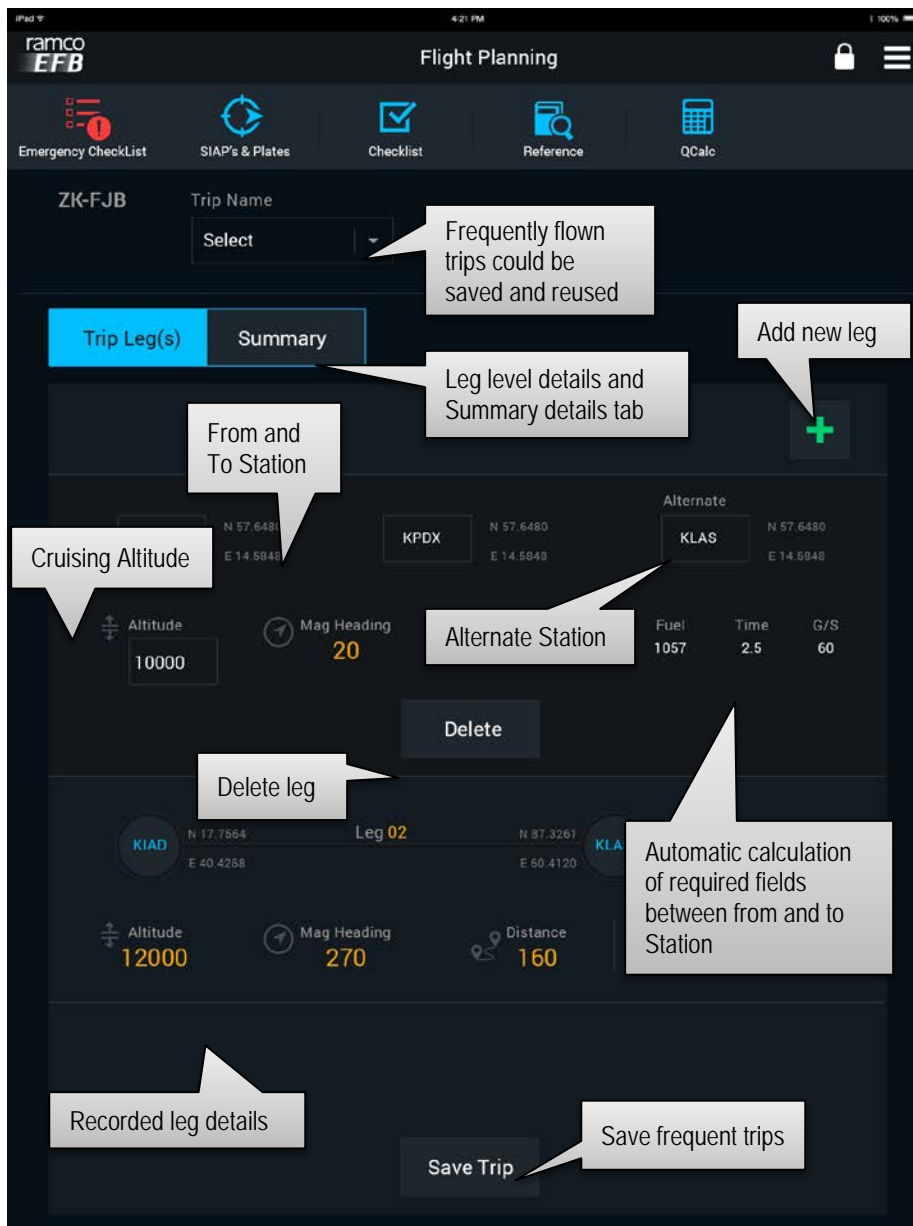 iPad
4:21 PM
100%
ramco
EFB
Flight Planning
Emergency CheckList
SIAP's & Plates
Checklist
Reference
QCalc
ZK-FJB
Trip Name
Select
Frequently flown
trips could be
saved and reused
Trip Leg(s)
Summary
Add new leg
Leg level details and
Summary details tab
From and
To Station
Alternate
N 57.6480
KPDX
N 57.6480
KLAS
N 57.6480
E 14.5848
E 14.5848
E 14.5848
Cruising Altitude
Altitude
10000
Mag Heading
20
Alternate Station
Fuel
Time
G/S
1057
2.5
60
Delete
Delete leg
KIAD
N 17.7564
E 40.4268
Leg 02
N 87.3261
E 60.4120
KLA
Automatic calculation
of required fields
between from and to
Station
Altitude
12000
Mag Heading
270
Distance
160
Recorded leg details
Save frequent trips
Save Trip